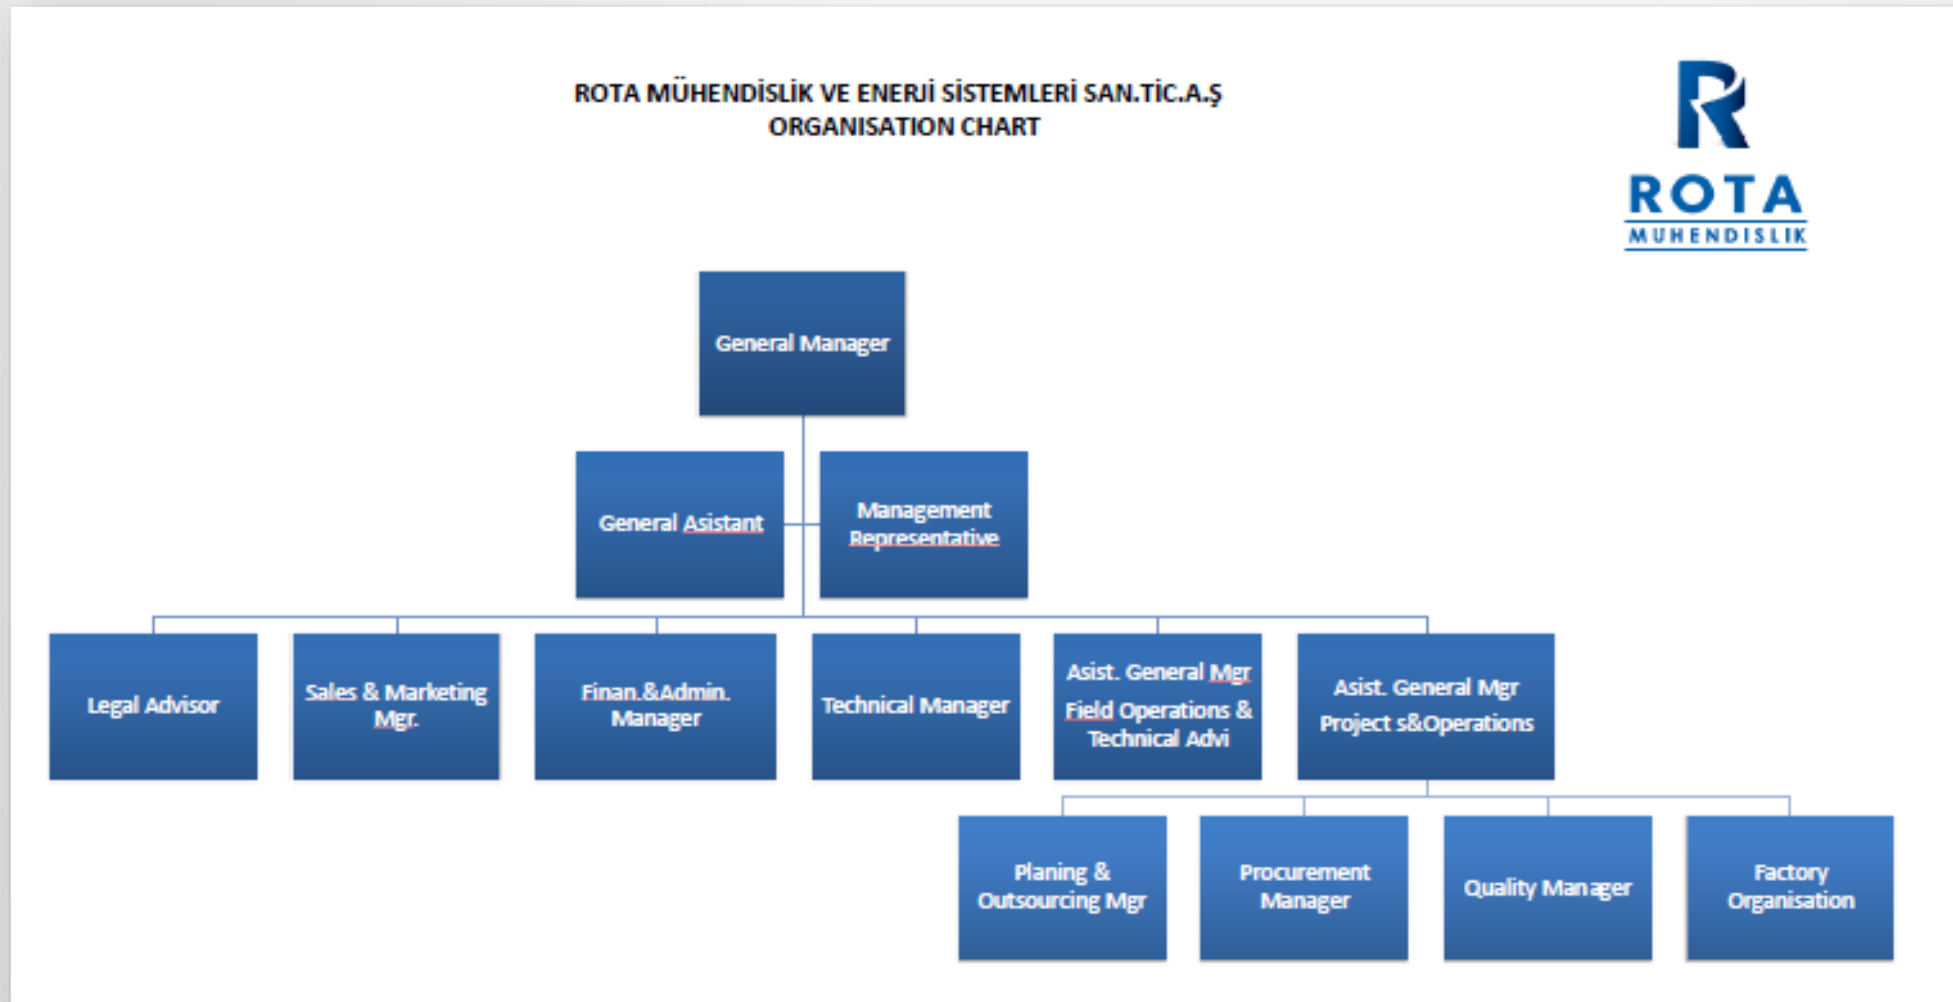 ROTA MÜHENDİSLİK VE ENERJİ SİSTEMLERİ SAN.TİC.A.Ş
ORGANISATION CHART
R
ROTA
MUHENDISLIK
General Manager
General Asistant
Management
Representative
Legal Advisor
Sales & Marketing
Mgr.
Finan.&Admin.
Manager
Technical Manager
Asist. General Mgr
Field Operations &
Technical Advi
Asist. General Mgr
Project s&Operations
Planing &
Outsourcing Mgr
Procurement
Manager
Quality Manager
Factory
Organisation